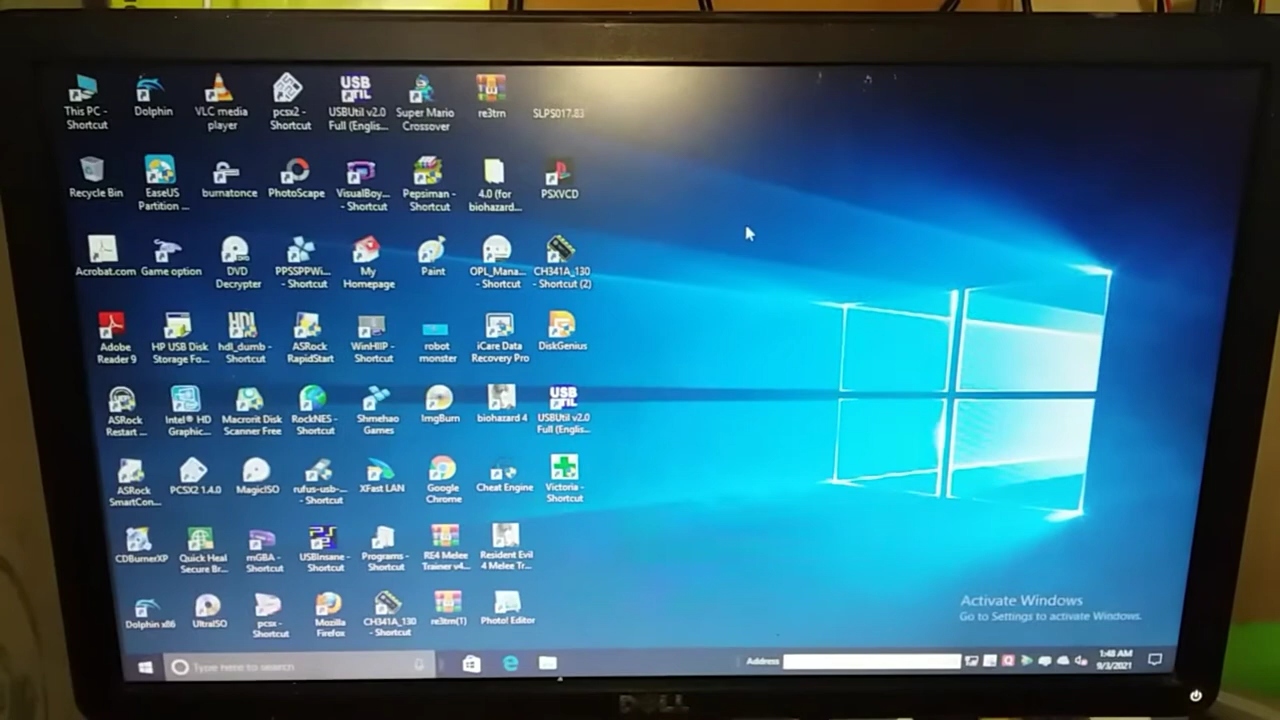 This PC -
Shortcut
Dolphin
VLC media
player
pcsx2 -
Shortcut
USB
UTIL
USBUtil v2.0
Full (Englis...
Super Mario
Crossover
re3trn
SLPS017.83
Recycle Bin
EaseUS
Partition ...
burnatonce
PhotoScape
VisualBoy...
- Shortcut
Pepsiman -
Shortcut
4.0 (for
biohazard...
PSXVCD
Acrobat.com
Game option
DVD
Decrypter
PPSSPPWi...
- Shortcut
My
Homepage
Paint
OPL_Mana...
- Shortcut
CH341A_130
- Shortcut (2)
Adobe
Reader 9
HP USB Disk
Storage Fo...
HDL
hdl_dumb -
Shortcut
ASRock
RapidStart
WinHIIP -
Shortcut
robot
monster
iCare Data
Recovery Pro
DiskGenius
ASRock
Restart ...
Intel® HD
Graphic...
Macrorit Disk
Scanner Free
RockNES -
Shortcut
Shmehao
Games
ImgBurn
biohazard 4
USB
UTIL
USBUtil v2.0
Full (Englis...
ASRock
SmartCon...
PCSX2 1.4.0
MagicISO
rufus-usb-...
- Shortcut
XFast LAN
Google
Chrome
Cheat Engine
Victoria -
Shortcut
CDBurnerXP
Quick Heal
Secure Br...
mGBA -
Shortcut
USBInsane -
Shortcut
Programs -
Shortcut
RE4 Melee
Trainer v4...
Resident Evil
4 Melee Tr...
Dolphin x86
UltraISO
pcsx -
Shortcut
Mozilla
Firefox
CH341A_130
- Shortcut
re3trn(1)
Photo! Editor
Activate Windows
Go to Settings to activate Windows.
Type here to search
Address
1:48 AM
9/3/2021
DELL